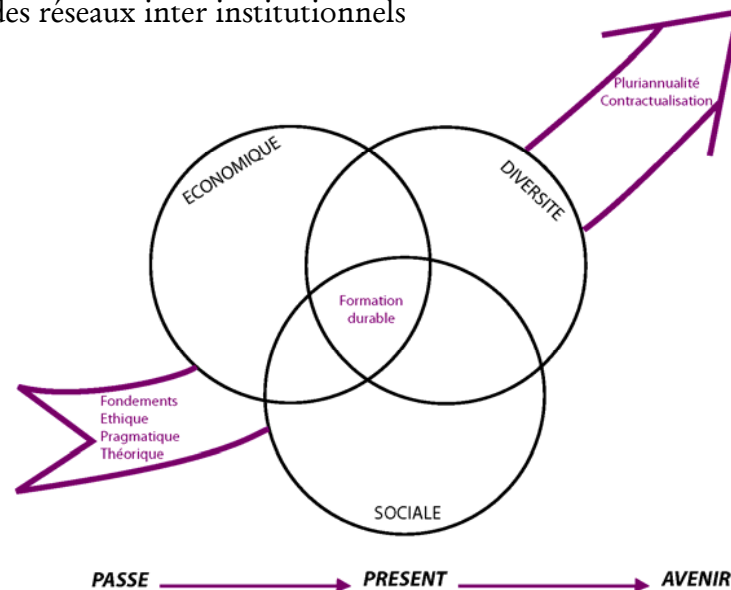 des réseaux inter institutionnels
Pluriannualité
Contractualisation
ECONOMIQUE
DIVERSITE
Formation
durable
Fondements
Ethique
Pragmatique
Théorique
SOCIALE
PASSE PRESENT AVENIR